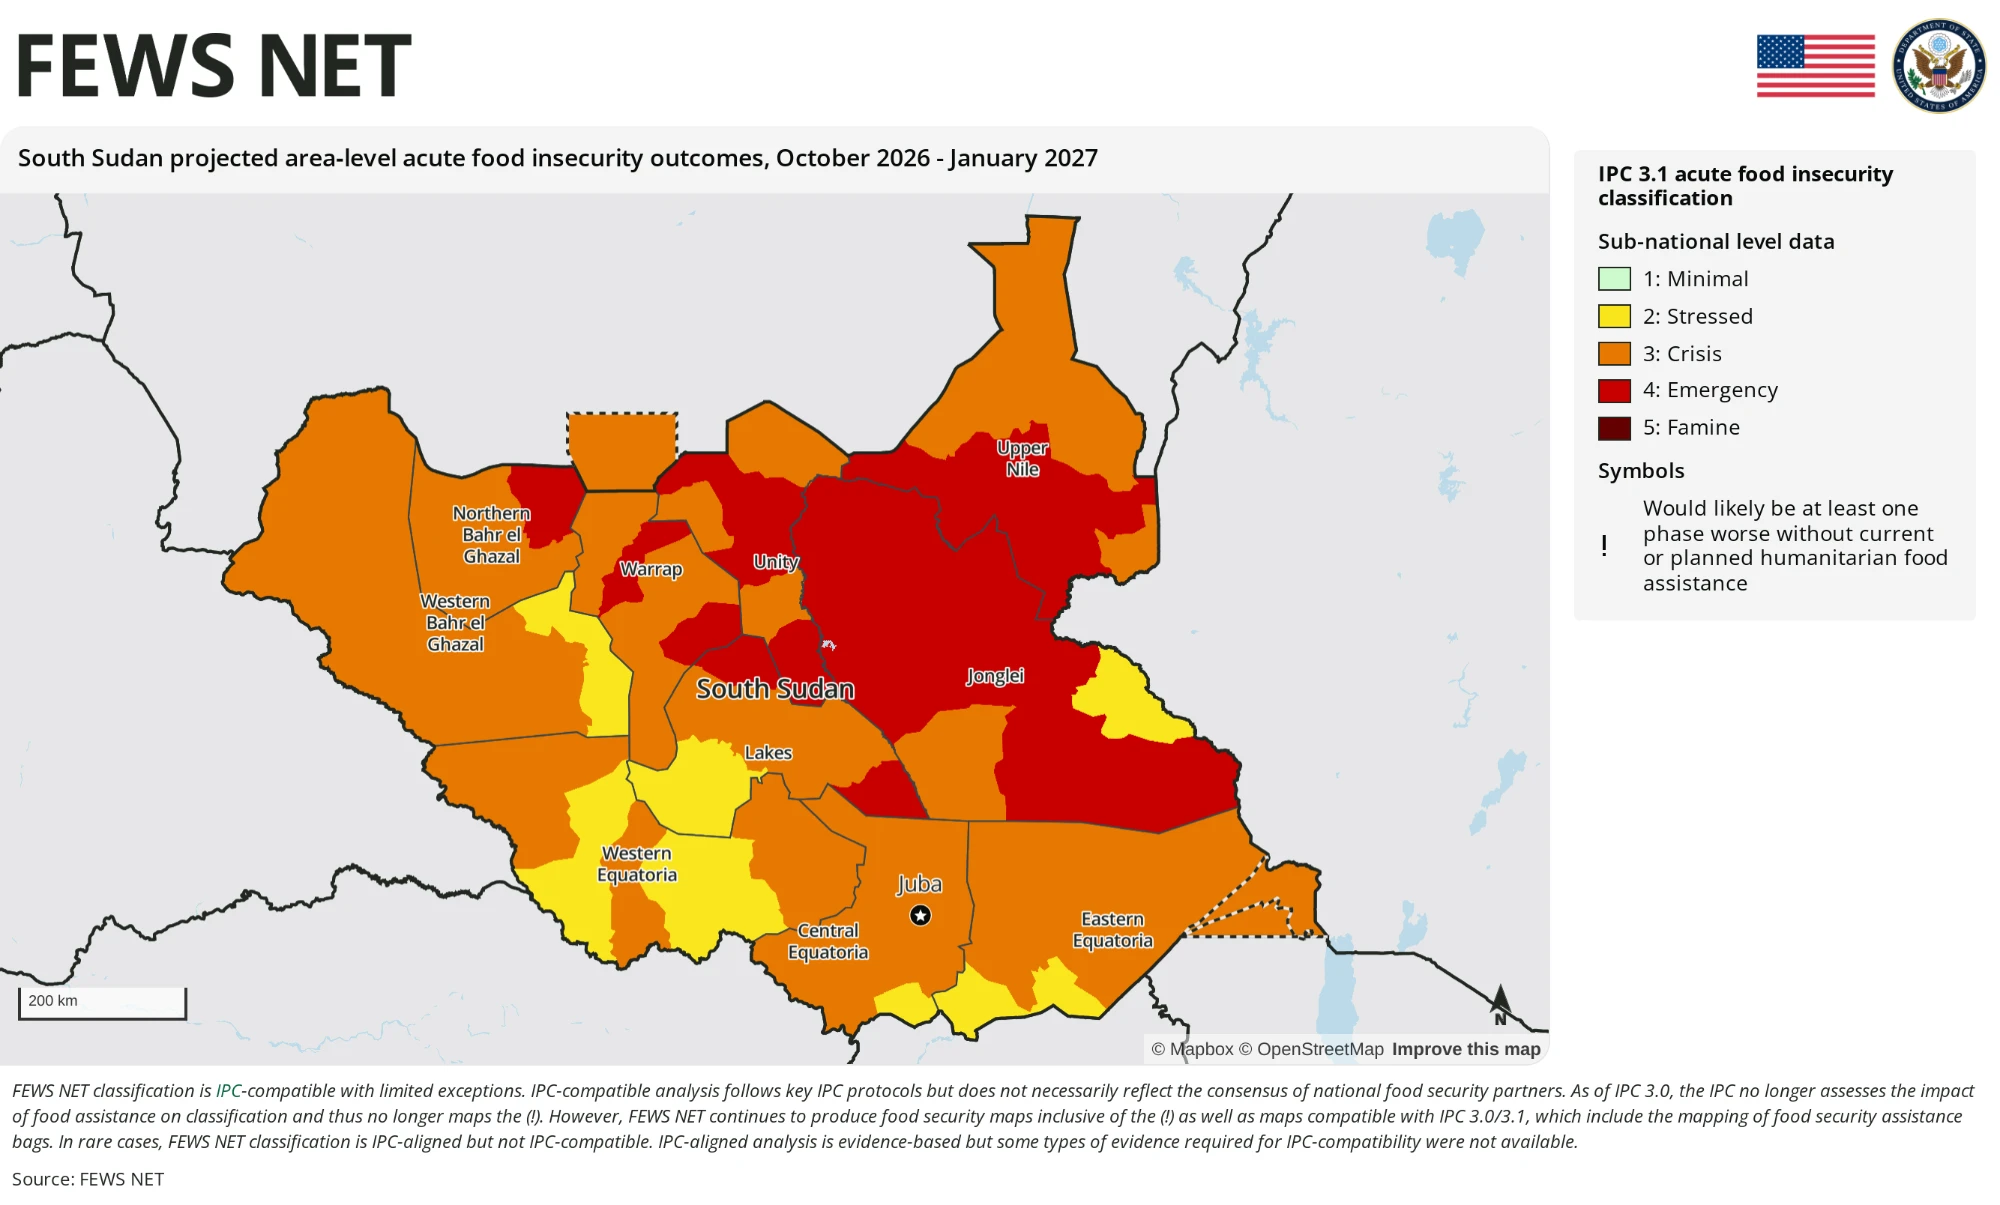 FEWS NET
South Sudan projected area-level acute food insecurity outcomes, October 2026 - January 2027
IPC 3.1 acute food insecurity
classification
Sub-national level data
1: Minimal
2: Stressed
3: Crisis
4: Emergency
5: Famine
Symbols
!
Would likely be at least one
phase worse without current
or planned humanitarian food
assistance
Upper
Nile
Northern
Bahr el
Ghazal
Unity
Warrap
Western
Bahr el
Ghazal
Jonglei
South Sudan
Lakes
Western
Equatoria
Juba
Central
Equatoria
Eastern
Equatoria
200 km
N
© Mapbox © OpenStreetMap Improve this map
FEWS NET classification is IPC-compatible with limited exceptions. IPC-compatible analysis follows key IPC protocols but does not necessarily reflect the consensus of national food security partners. As of IPC 3.0, the IPC no longer assesses the impact
of food assistance on classification and thus no longer maps the (!). However, FEWS NET continues to produce food security maps inclusive of the (!) as well as maps compatible with IPC 3.0/3.1, which include the mapping of food security assistance
bags. In rare cases, FEWS NET classification is IPC-aligned but not IPC-compatible. IPC-aligned analysis is evidence-based but some types of evidence required for IPC-compatibility were not available.
Source: FEWS NET
DEPARTMENT OF STATE
UNITED STATES OF AMERICA